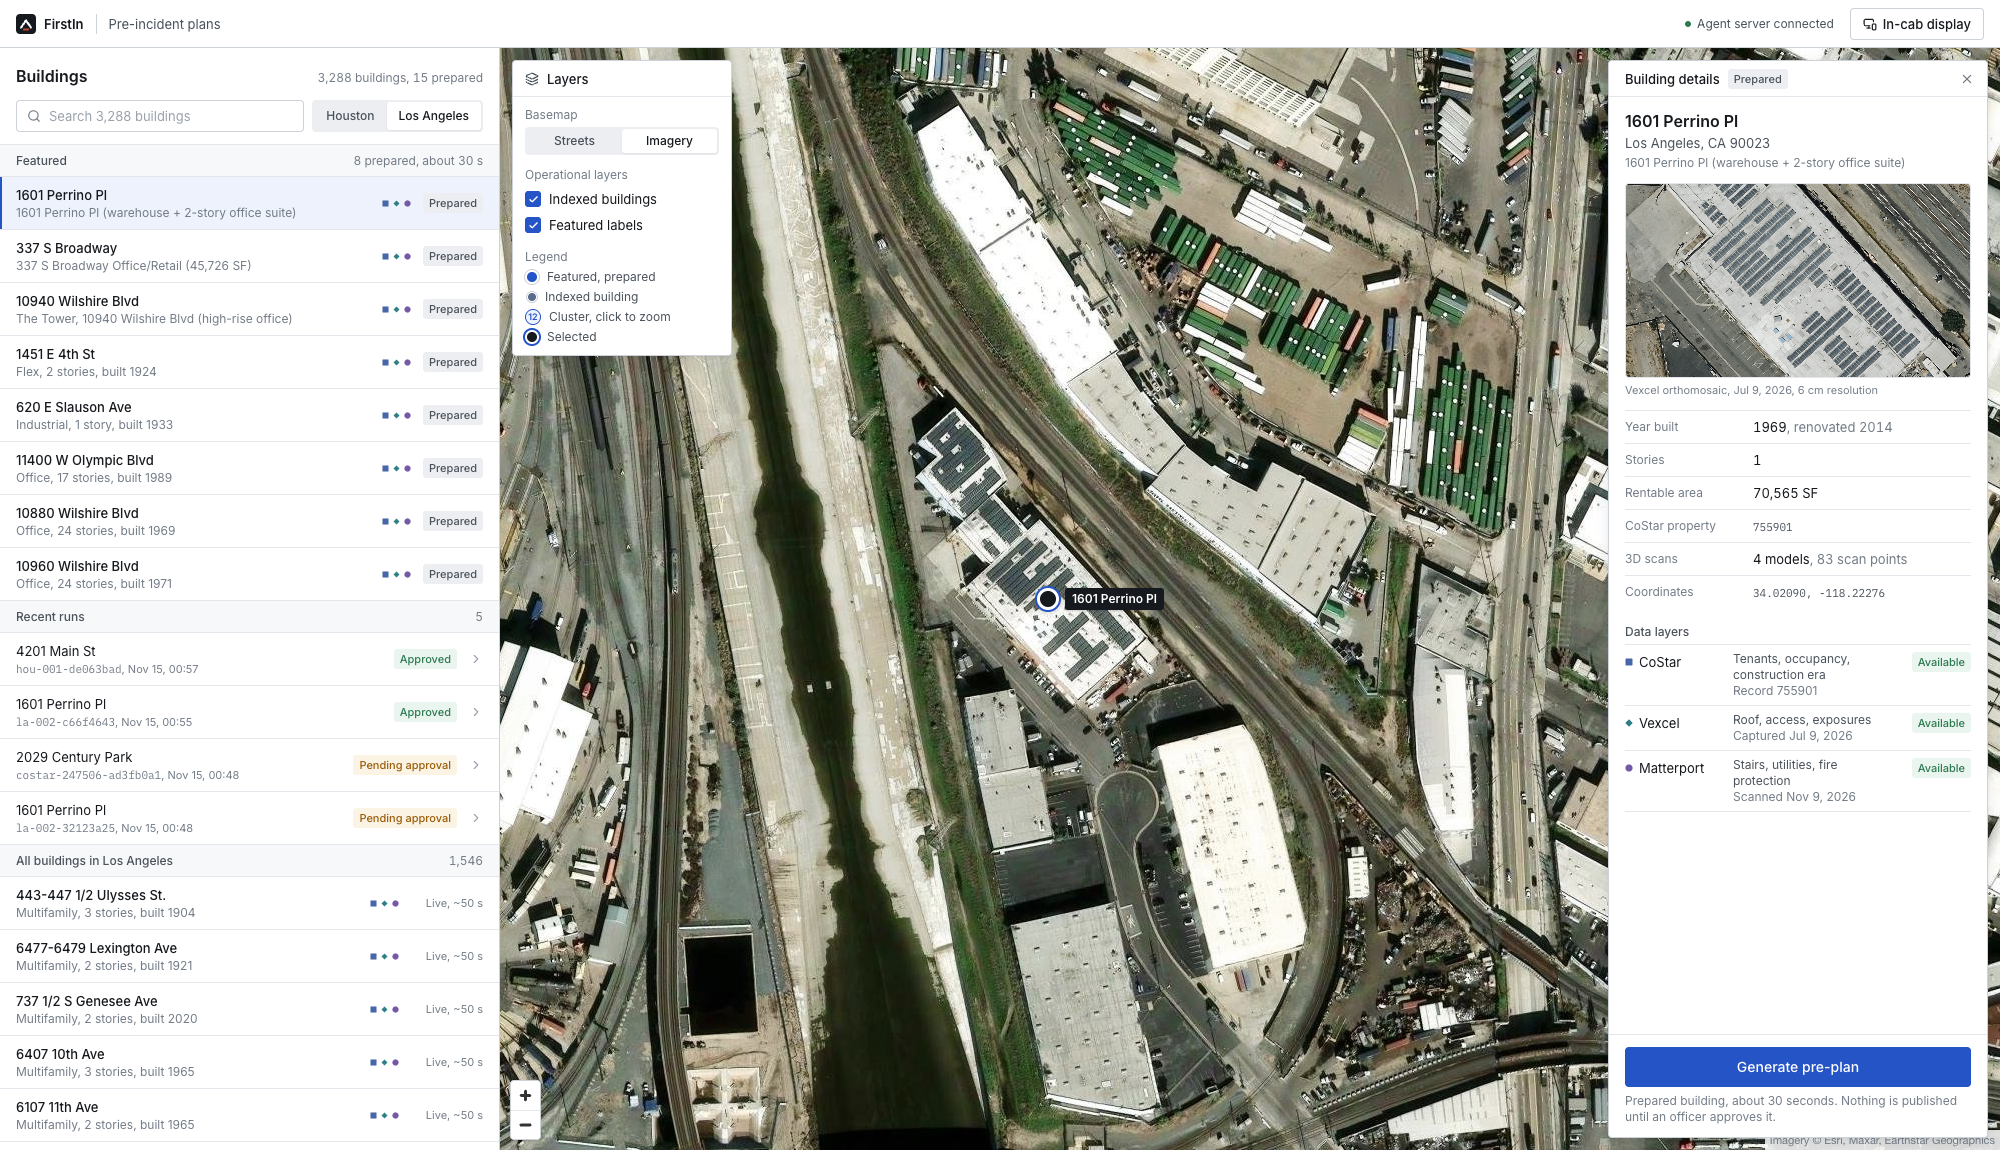 FirstIn
Pre-incident plans
Agent server connected
In-cab display
Buildings
3,288 buildings, 15 prepared
Search 3,288 buildings
Houston
Los Angeles
Featured
8 prepared, about 30 s
1601 Perrino Pl
1601 Perrino Pl (warehouse + 2-story office suite)
Prepared
337 S Broadway
337 S Broadway Office/Retail (45,726 SF)
Prepared
10940 Wilshire Blvd
The Tower, 10940 Wilshire Blvd (high-rise office)
Prepared
1451 E 4th St
Flex, 2 stories, built 1924
Prepared
620 E Slauson Ave
Industrial, 1 story, built 1933
Prepared
11400 W Olympic Blvd
Office, 17 stories, built 1989
Prepared
10880 Wilshire Blvd
Office, 24 stories, built 1969
Prepared
10960 Wilshire Blvd
Office, 24 stories, built 1971
Prepared
Recent runs
5
4201 Main St
hou-001-de063bad, Nov 15, 00:57
Approved
1601 Perrino Pl
la-002-c66f4643, Nov 15, 00:55
Approved
2029 Century Park
costar-247506-ad3fb0a1, Nov 15, 00:48
Pending approval
1601 Perrino Pl
la-002-32123a25, Nov 15, 00:48
Pending approval
All buildings in Los Angeles
1,546
443-447 1/2 Ulysses St.
Multifamily, 3 stories, built 1904
Live, ~50 s
6477-6479 Lexington Ave
Multifamily, 2 stories, built 1921
Live, ~50 s
737 1/2 S Genesee Ave
Multifamily, 2 stories, built 2020
Live, ~50 s
6407 10th Ave
Multifamily, 3 stories, built 1965
Live, ~50 s
6107 11th Ave
Multifamily, 2 stories, built 1965
Live, ~50 s
Layers
Basemap
Streets
Imagery
Operational layers
Indexed buildings
Featured labels
Legend
Featured, prepared
Indexed building
12
Cluster, click to zoom
Selected
1601 Perrino Pl
Building details
Prepared
1601 Perrino Pl
Los Angeles, CA 90023
1601 Perrino Pl (warehouse + 2-story office suite)
Vexcel orthomosaic, Jul 9, 2026, 6 cm resolution
Year built
1969, renovated 2014
Stories
1
Rentable area
70,565 SF
CoStar property
755901
3D scans
4 models, 83 scan points
Coordinates
34.02090, -118.22276
Data layers
CoStar
Tenants, occupancy,
construction era
Record 755901
Available
Vexcel
Roof, access, exposures
Captured Jul 9, 2026
Available
Matterport
Stairs, utilities, fire
protection
Scanned Nov 9, 2026
Available
Generate pre-plan
Prepared building, about 30 seconds. Nothing is published
until an officer approves it.
Imagery © Esri, Maxar, Earthstar Geographics